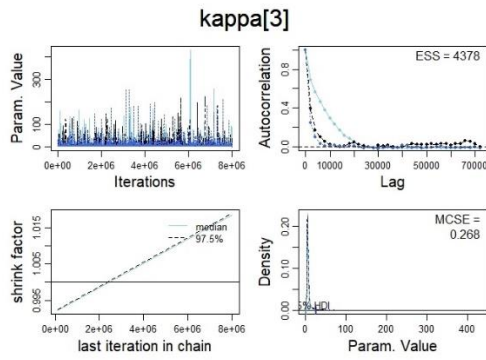 kappa[3]
Param. Value
0 100 300
0e+00 2e+06 4e+06 6e+06 8e+06
Iterations
Autocorrelation
0.0 0.4 0.8
ESS = 4378
0 10000 30000 50000 70000
Lag
shrink factor
0.995 1.005 1.015
median
97.5%
0e+00 2e+06 4e+06 6e+06 8e+06
last iteration in chain
Density
0.00 0.10 0.20
MCSE =
0.268
5% HDI
0 100 200 300 400
Param. Value